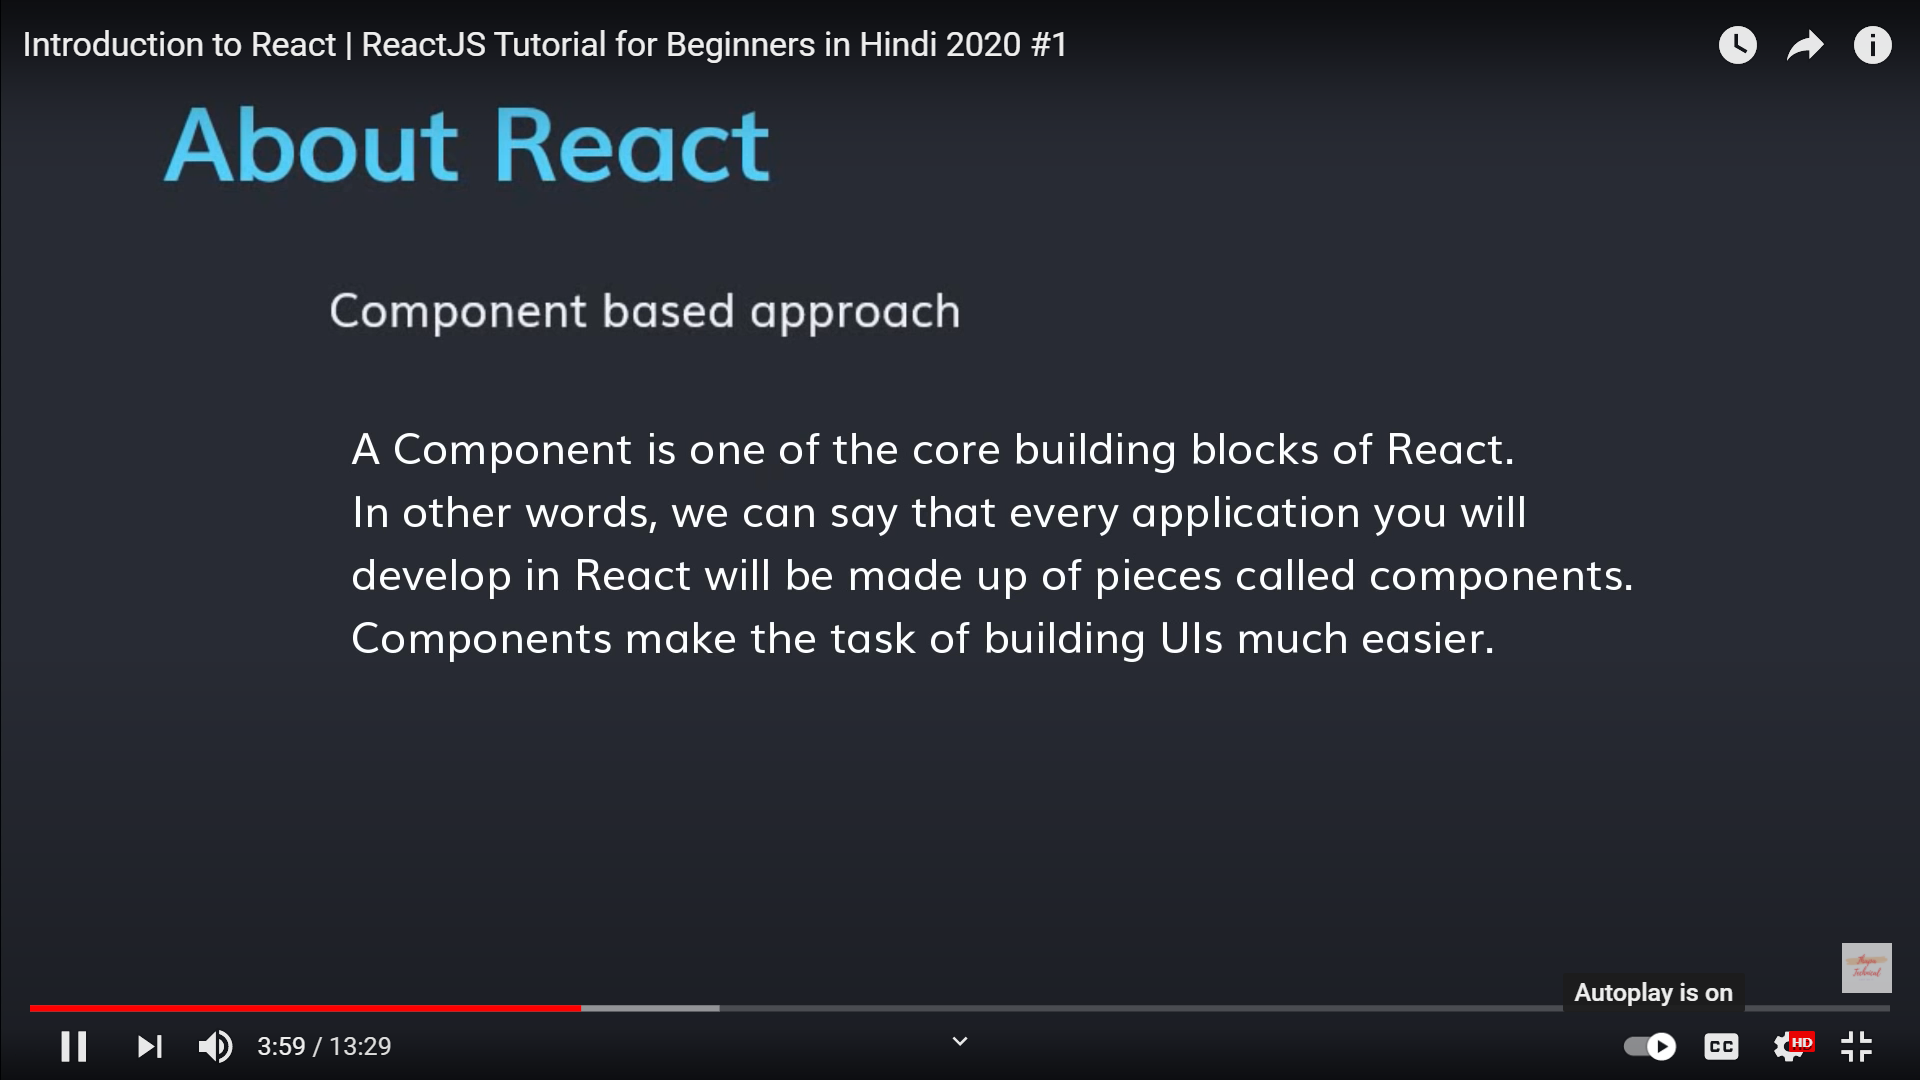 Introduction to React | ReactJS Tutorial for Beginners in Hindi 2020 #1
About React
Component based approach
A Component is one of the core building blocks of React.
In other words, we can say that every application you will
develop in React will be made up of pieces called components.
Components make the task of building UIs much easier.
Technical
Autoplay is on
3:59 / 13:29
CC
HD